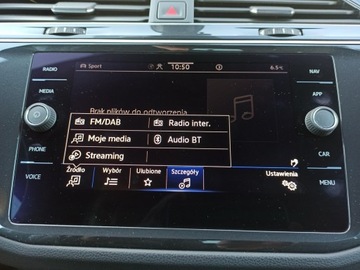 RADIO
Sport
10:50
6.5°C
NAV
MEDIA
APP
Brak plików do odtworzenia
FM/DAB
Radio inter.
Moje media
Audio BT
Streaming
PHONE
CAR
VOICE
Źródło
Wybór
Ulubione
Szczegóły
Ustawienia
MENU